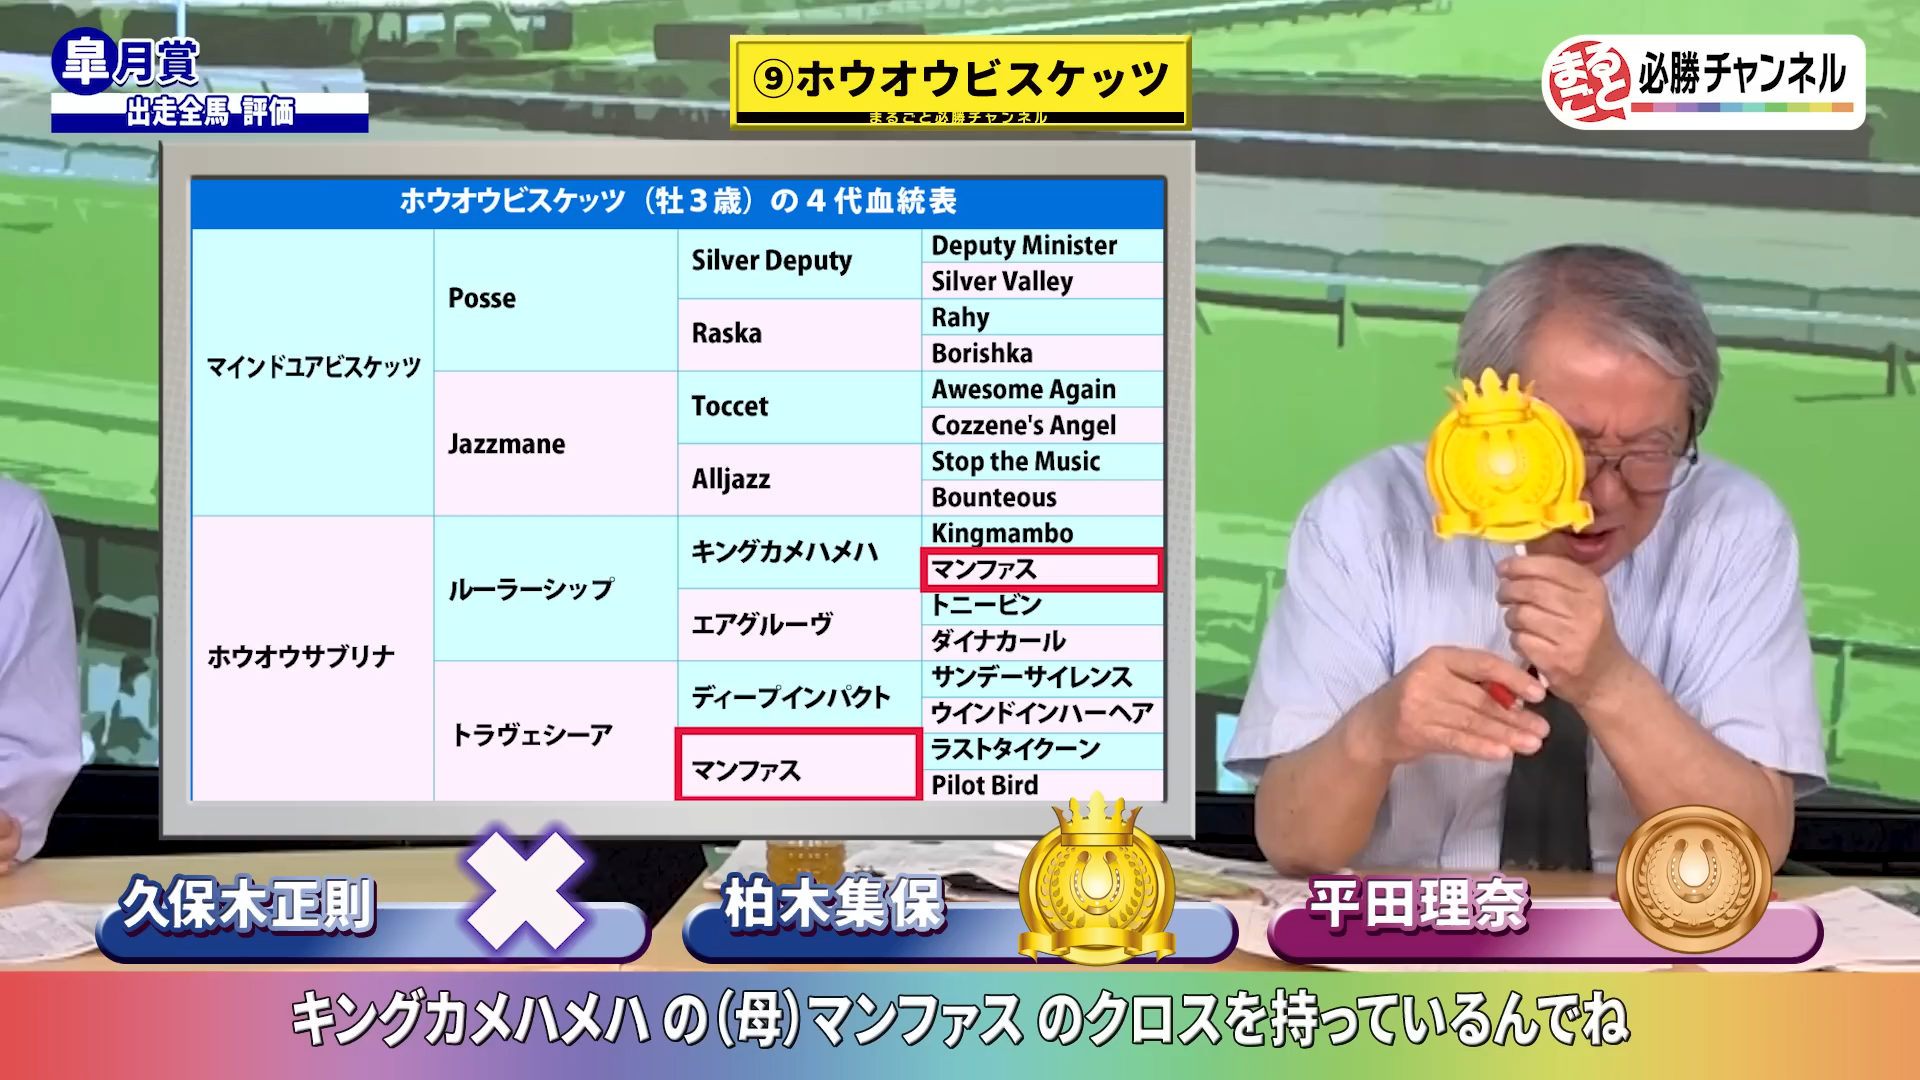 皐月賞
出走全馬 評価
⑨ホウオウビスケッツ
まるごと必勝チャンネル
まるごと 必勝チャンネル
ホウオウビスケッツ（牡３歳）の４代血統表
マインドユアビスケッツ
Posse
Silver Deputy
Deputy Minister
Silver Valley
Raska
Rahy
Borishka
Jazzmane
Toccet
Awesome Again
Cozzene's Angel
Alljazz
Stop the Music
Bounteous
ホウオウサブリナ
ルーラーシップ
キングカメハメハ
Kingmambo
マンファス
エアグルーヴ
トニービン
ダイナカール
トラヴェシーア
ディープインパクト
サンデーサイレンス
ウインドインハーヘア
マンファス
ラストタイクーン
Pilot Bird
久保木正則
柏木集保
平田理奈
キングカメハメハ の（母）マンファス のクロスを持っているんでね